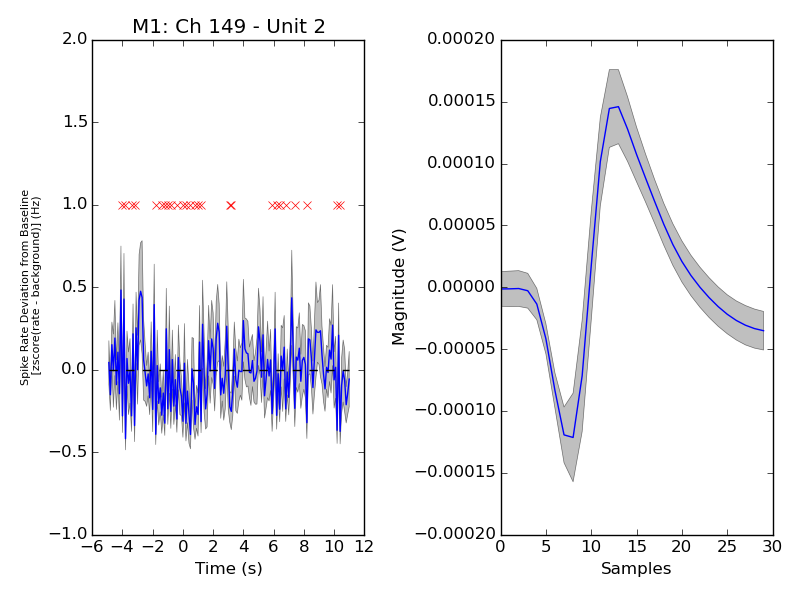 M1: Ch 149 - Unit 2
2.0
1.5
1.0
0.5
0.0
−0.5
−1.0
−6 −4 −2 0 2 4 6 8 10 12
Time (s)
Spike Rate Deviation from Baseline
[zscore(rate - background)] (Hz)
0.00020
0.00015
0.00010
0.00005
0.00000
−0.00005
−0.00010
−0.00015
−0.00020
0 5 10 15 20 25 30
Samples
Magnitude (V)